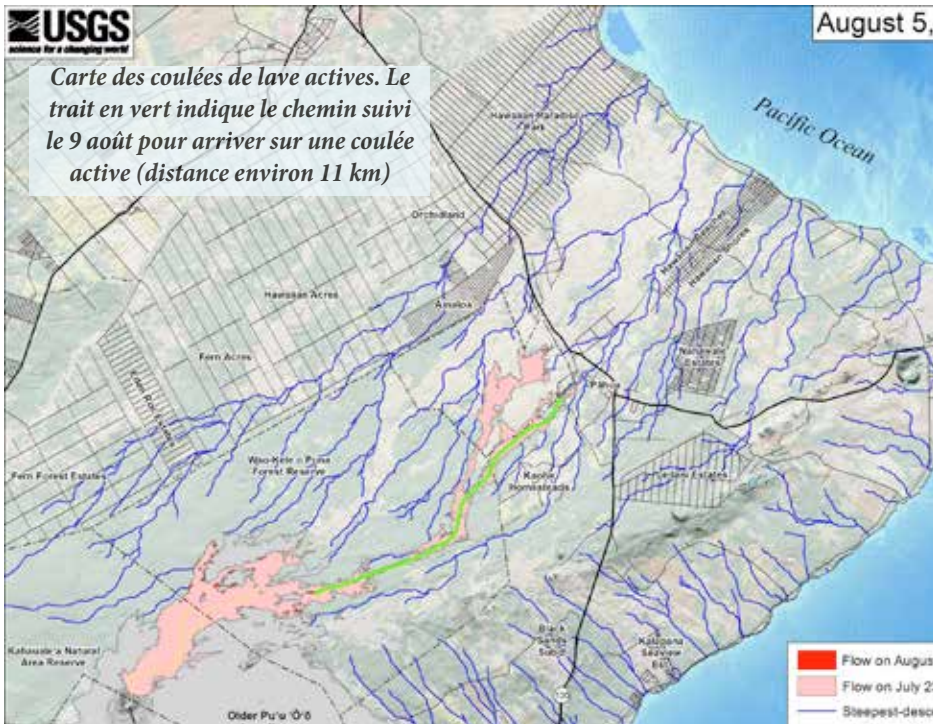 USGS
science for a changing world
August 5,
Carte des coulées de lave actives. Le
trait en vert indique le chemin suivi
le 9 août pour arriver sur une coulée
active (distance environ 11 km)
Pacific Ocean
Hawaiian Paradise
Park
Orchidland
Hawaiian Beaches
Hawaiian Shores
Hawaiian Acres
Ainaloa
Fern Acres
Nanawale
Estates
Eden Roc Estates
Pāhoa
Fern Forest Estates
Wao Kele o Puna
Forest Reserve
Kaohe
Homesteads
Leilani Estates
Kahauale'a Natural
Area Reserve
Black
Sands
Subd.
Kalapana
Seaview
Est.
130
Older Pu'u 'Ō'ō
Flow on August
Flow on July 2
Steepest-desc